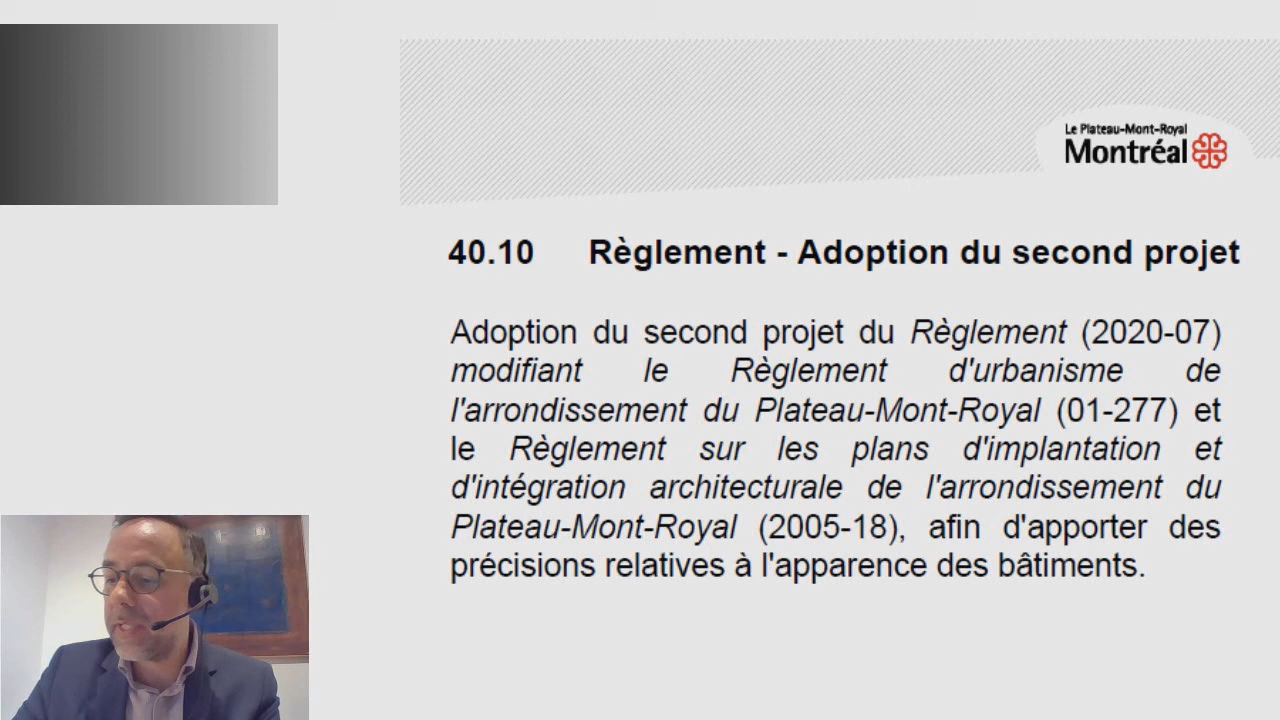 Le Plateau-Mont-Royal
Montréal
40.10 Règlement - Adoption du second projet
Adoption du second projet du Règlement (2020-07)
modifiant le Règlement d'urbanisme de
l'arrondissement du Plateau-Mont-Royal (01-277) et
le Règlement sur les plans d'implantation et
d'intégration architecturale de l'arrondissement du
Plateau-Mont-Royal (2005-18), afin d'apporter des
précisions relatives à l'apparence des bâtiments.